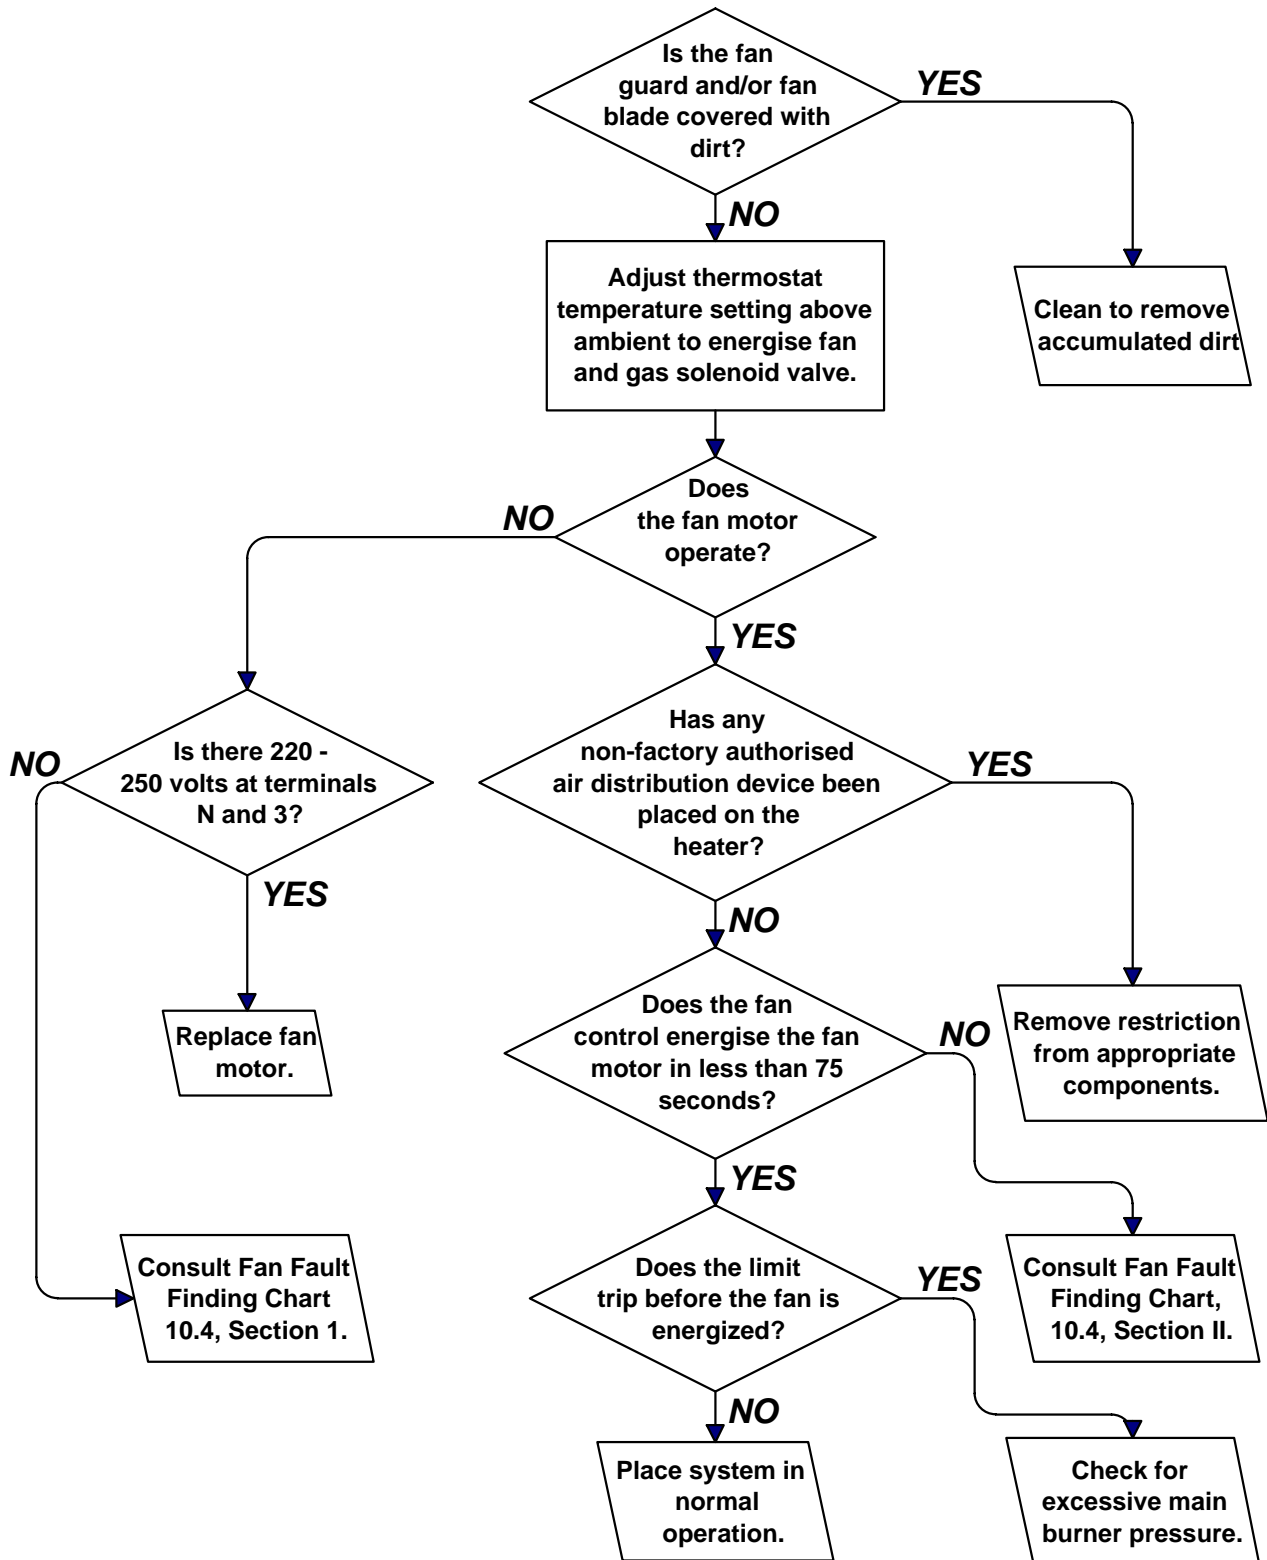 Is the fan
guard and/or fan
blade covered with
dirt?
YES
NO
Adjust thermostat
temperature setting above
ambient to energise fan
and gas solenoid valve.
Clean to remove
accumulated dirt
Does
the fan motor
operate?
NO
YES
Is there 220 -
250 volts at terminals
N and 3?
NO
YES
Has any
non-factory authorised
air distribution device been
placed on the
heater?
YES
NO
Replace fan
motor.
Does the fan
control energise the fan
motor in less than 75
seconds?
NO
YES
Remove restriction
from appropriate
components.
Consult Fan Fault
Finding Chart
10.4, Section 1.
Does the limit
trip before the fan is
energized?
YES
NO
Consult Fan Fault
Finding Chart,
10.4, Section II.
Place system in
normal
operation.
Check for
excessive main
burner pressure.